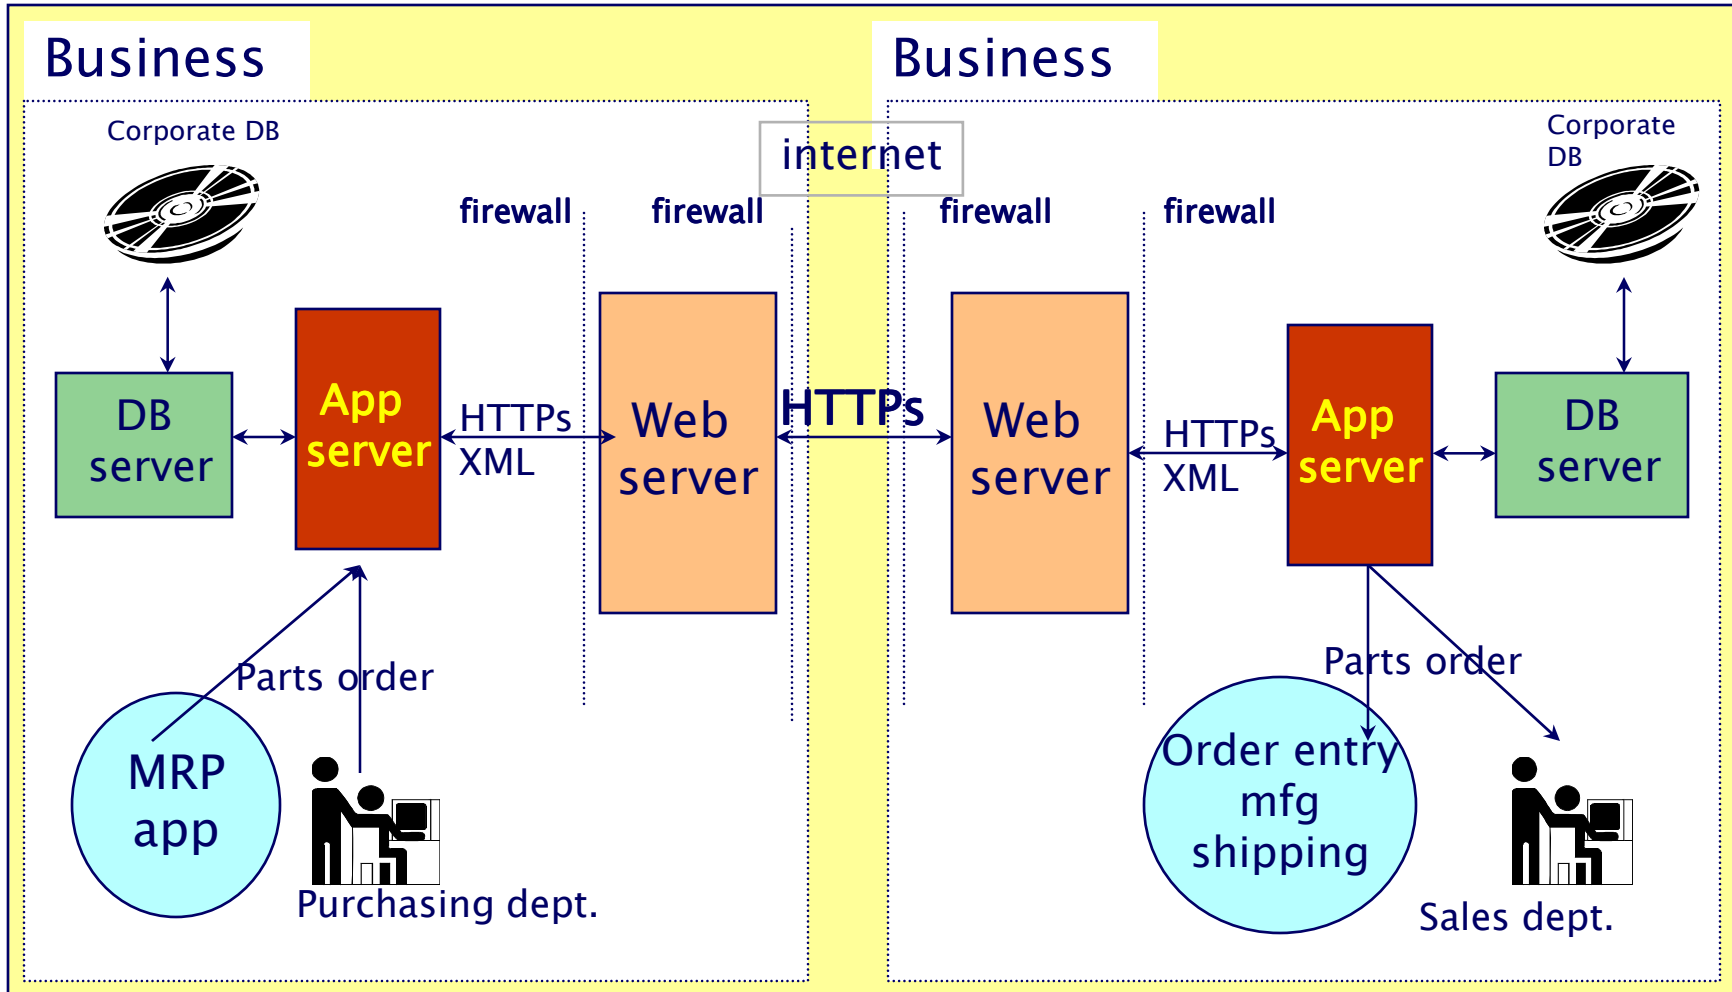 Business
Business
Corporate DB
Corporate
DB
internet
firewall
firewall
firewall
firewall
DB
server
App
server
HTTPs
XML
Web
server
HTTPs
Web
server
HTTPs
XML
App
server
DB
server
Parts order
Parts order
MRP
app
Purchasing dept.
Order entry
mfg
shipping
Sales dept.